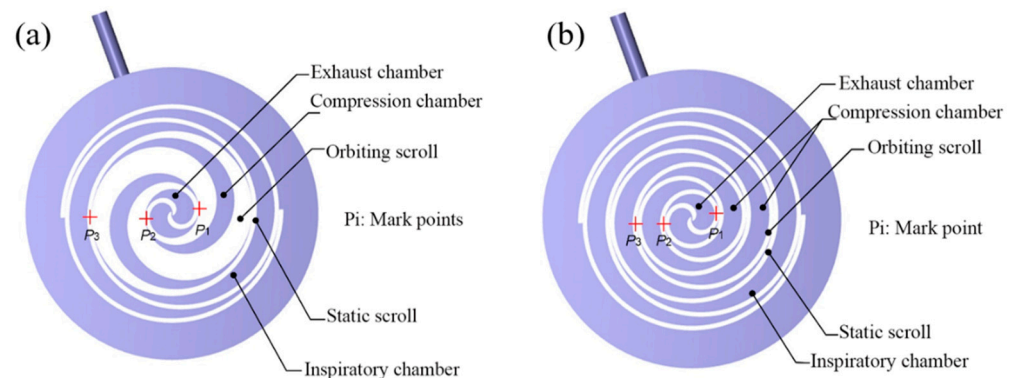 (a)
Exhaust chamber
Compression chamber
Orbiting scroll
Pi: Mark points
P1
P2
P3
Static scroll
Inspiratory chamber
(b)
Exhaust chamber
Compression chamber
Orbiting scroll
Pi: Mark point
P1
P2
P3
Static scroll
Inspiratory chamber